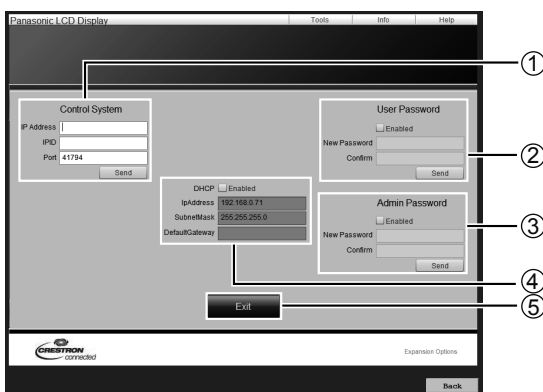 Panasonic LCD Display
Tools Info Help
Control System
IP Address
IPID
Port 41794
Send
User Password
Enabled
New Password
Confirm
Send
DHCP Enabled
IpAddress 192.168.0.71
SubnetMask 255.255.255.0
DefaultGateway
Admin Password
Enabled
New Password
Confirm
Send
Exit
CRESTRON connected
Expansion Options
Back
①
②
③
④
⑤